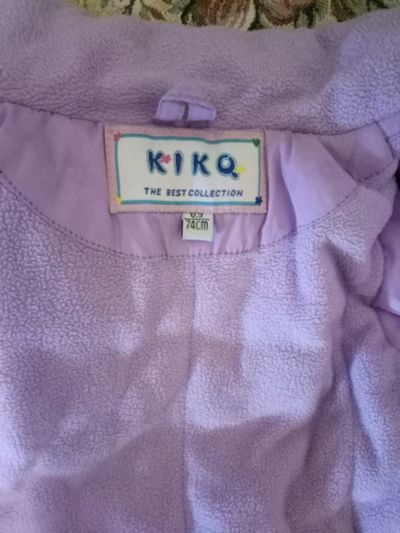 KIKO
THE BEST COLLECTION
74CM